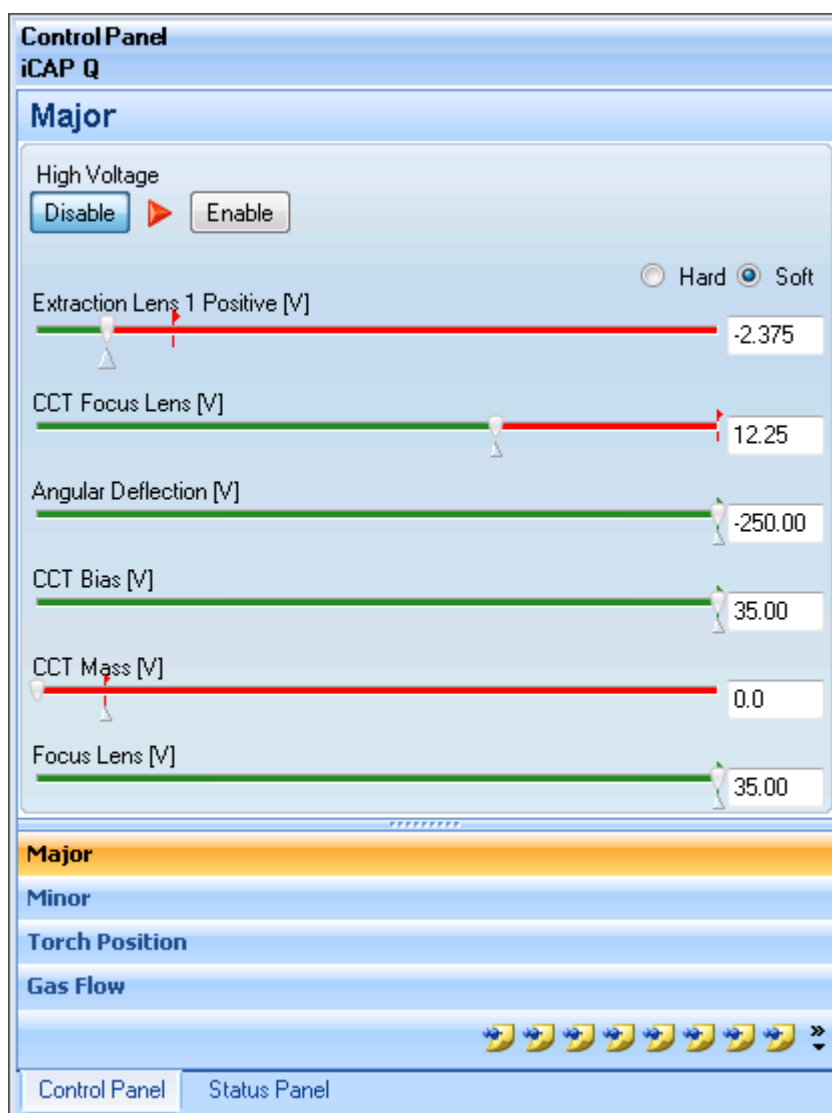 Control Panel
iCAP Q
Major
High Voltage
Disable Enable
Hard Soft
Extraction Lens 1 Positive [V]
-2.375
CCT Focus Lens [V]
12.25
Angular Deflection [V]
-250.00
CCT Bias [V]
35.00
CCT Mass [V]
0.0
Focus Lens [V]
35.00
Major
Minor
Torch Position
Gas Flow
Control Panel Status Panel